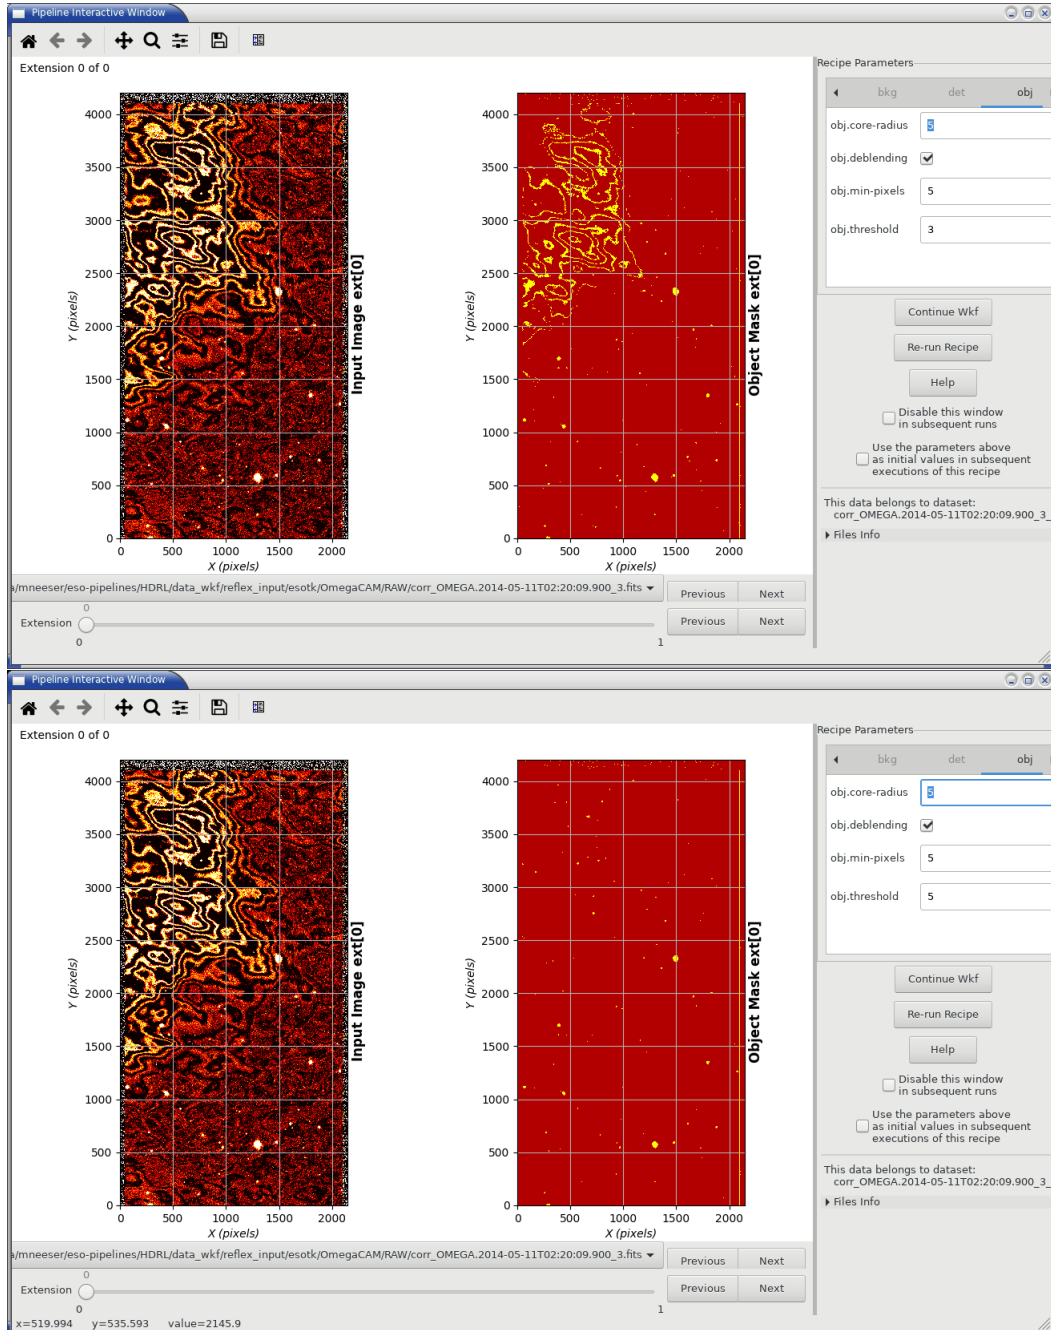 Pipeline Interactive Window
Extension 0 of 0
4000
3500
3000
2500
2000
1500
1000
500
0
Y (pixels)
0 500 1000 1500 2000
X (pixels)
Input Image ext[0]
4000
3500
3000
2500
2000
1500
1000
500
0
Y (pixels)
0 500 1000 1500 2000
X (pixels)
Object Mask ext[0]
Recipe Parameters
bkg det obj
obj.core-radius 5
obj.deblending
obj.min-pixels 5
obj.threshold 3
Continue Wkf
Re-run Recipe
Help
Disable this window
in subsequent runs
Use the parameters above
as initial values in subsequent
executions of this recipe
This data belongs to dataset:
corr_OMEGA.2014-05-11T02:20:09.900_3_
Files Info
a/mneeser/eso-pipelines/HDRL/data_wkf/reflex_input/esotk/OmegaCAM/RAW/corr_OMEGA.2014-05-11T02:20:09.900_3.fits
Previous Next
0
Extension
0 1
Previous Next
Pipeline Interactive Window
Extension 0 of 0
4000
3500
3000
2500
2000
1500
1000
500
0
Y (pixels)
0 500 1000 1500 2000
X (pixels)
Input Image ext[0]
4000
3500
3000
2500
2000
1500
1000
500
0
Y (pixels)
0 500 1000 1500 2000
X (pixels)
Object Mask ext[0]
Recipe Parameters
bkg det obj
obj.core-radius 5
obj.deblending
obj.min-pixels 5
obj.threshold 5
Continue Wkf
Re-run Recipe
Help
Disable this window
in subsequent runs
Use the parameters above
as initial values in subsequent
executions of this recipe
This data belongs to dataset:
corr_OMEGA.2014-05-11T02:20:09.900_3_
Files Info
a/mneeser/eso-pipelines/HDRL/data_wkf/reflex_input/esotk/OmegaCAM/RAW/corr_OMEGA.2014-05-11T02:20:09.900_3.fits
Previous Next
0
Extension
0 1
Previous Next
x=519.994 y=535.593 value=2145.9